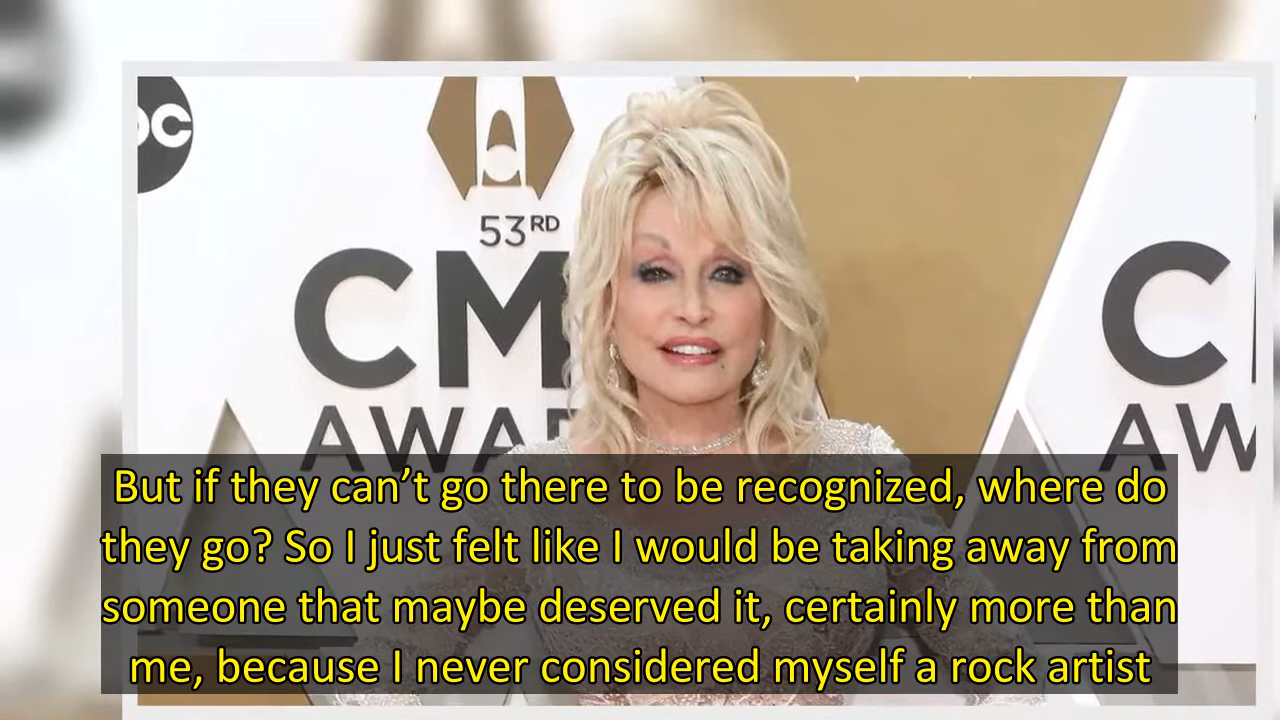 53RD
CM
AWA
C
AW
But if they can’t go there to be recognized, where do
they go? So I just felt like I would be taking away from
someone that maybe deserved it, certainly more than
me, because I never considered myself a rock artist